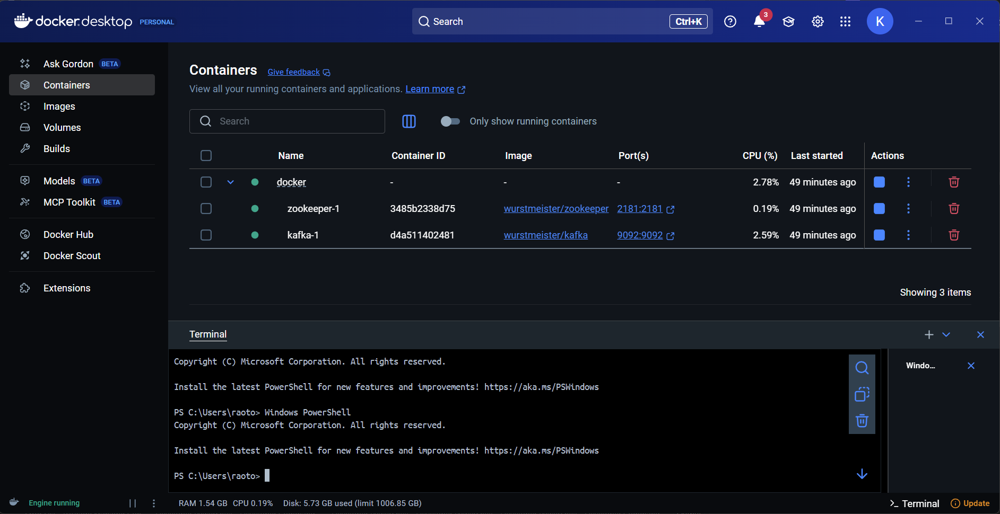 docker.desktop PERSONAL
Search
Ctrl+K
3
K
Ask Gordon BETA
Containers
Images
Volumes
Builds
Models BETA
MCP Toolkit BETA
Docker Hub
Docker Scout
Extensions
Containers Give feedback
View all your running containers and applications. Learn more
Search
Only show running containers
Name Container ID Image Port(s) CPU (%) Last started Actions
docker - - - 2.78% 49 minutes ago
zookeeper-1 3485b2338d75 wurstmeister/zookeeper 2181:2181 0.19% 49 minutes ago
kafka-1 d4a511402481 wurstmeister/kafka 9092:9092 2.59% 49 minutes ago
Showing 3 items
Terminal
Copyright (C) Microsoft Corporation. All rights reserved.
Install the latest PowerShell for new features and improvements! https://aka.ms/PSWindows
PS C:\Users\raoto> Windows PowerShell
Copyright (C) Microsoft Corporation. All rights reserved.
Install the latest PowerShell for new features and improvements! https://aka.ms/PSWindows
PS C:\Users\raoto>
Windo...
Engine running
RAM 1.54 GB CPU 0.19% Disk: 5.73 GB used (limit 1006.85 GB)
>_ Terminal
Update